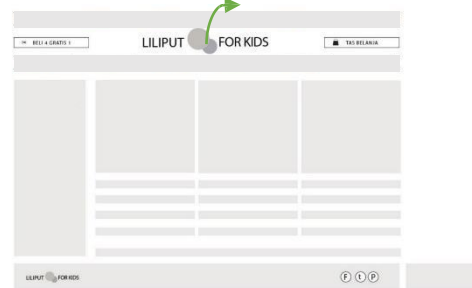 BELI 4 GRATIS 1
LILIPUT FOR KIDS
TAS BELANJA
LILIPUT FOR KIDS
F t P